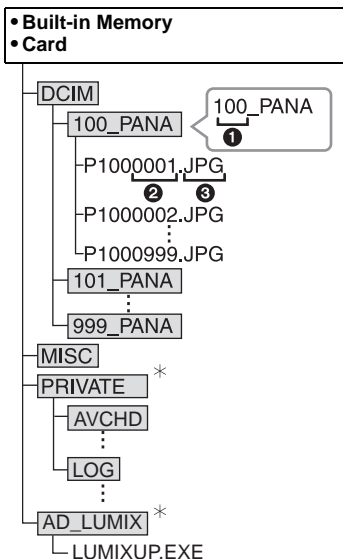 • Built-in Memory
• Card
DCIM
100_PANA
100_PANA
❶
P1000001.JPG
❷ ❸
P1000002.JPG
P1000999.JPG
101_PANA
999_PANA
MISC
PRIVATE *
AVCHD
LOG
AD_LUMIX *
LUMIXUP.EXE